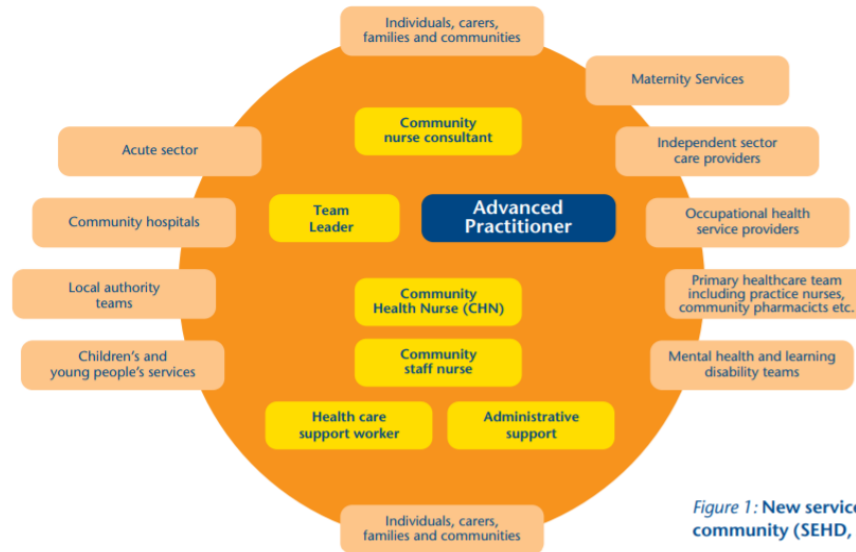 Individuals, carers,
families and communities
Maternity Services
Community
nurse consultant
Acute sector
Independent sector
care providers
Community hospitals
Team
Leader
Advanced
Practitioner
Occupational health
service providers
Local authority
teams
Community
Health Nurse (CHN)
Primary healthcare team
including practice nurses,
community pharmacicts etc.
Children's and
young people's services
Community
staff nurse
Mental health and learning
disability teams
Health care
support worker
Administrative
support
Individuals, carers,
families and communities
Figure 1: New service
community (SEHD,